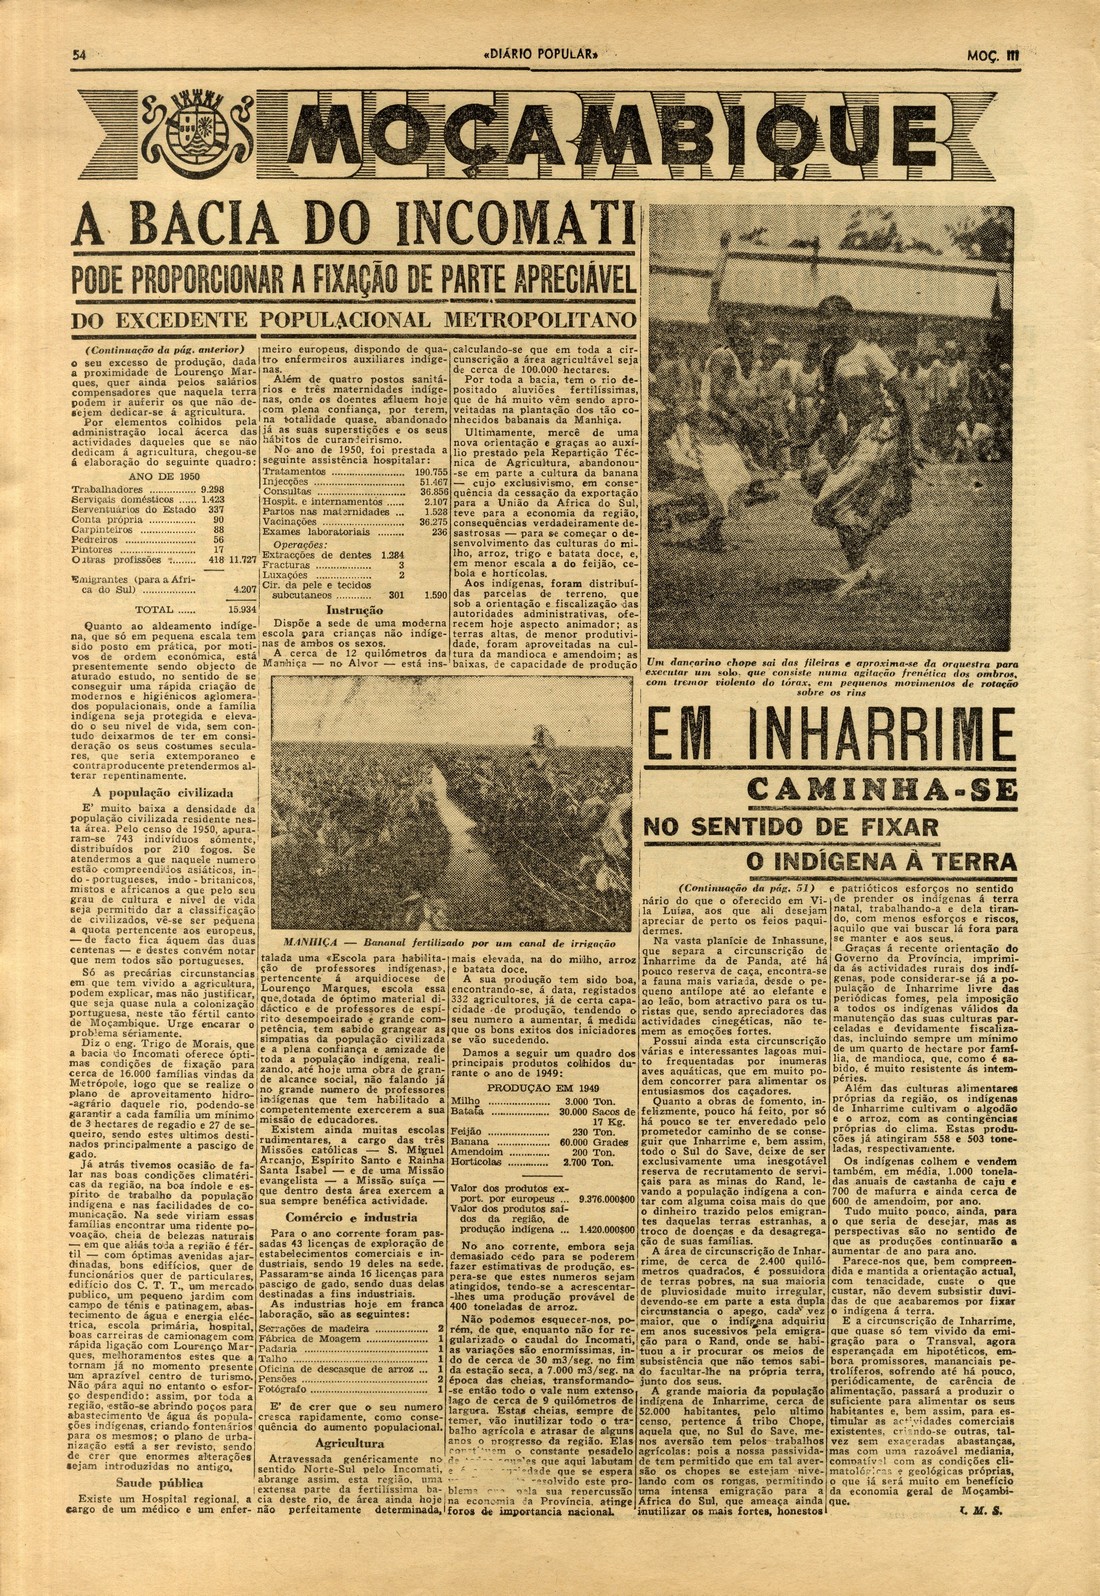 54
«DIÁRIO POPULAR»
MOÇ. III
ULTRAMAR
MOÇAMBIQUE
A BACIA DO INCOMATI
PODE PROPORCIONAR A FIXAÇÃO DE PARTE APRECIÁVEL
DO EXCEDENTE POPULACIONAL METROPOLITANO
(Continuação da pág. anterior)
o seu excesso de produção, dada
a proximidade de Lourenço Mar-
ques, quer ainda pelos salários
compensadores que naquela terra
podem ir auferir os que não de-
sejem dedicar-se á agricultura.
Por elementos colhidos pela
administração local ácerca das
actividades daqueles que se não
dedicam á agricultura, chegou-se
á elaboração do seguinte quadro:
ANO DE 1950
Trabalhadores ............... 9.298
Serviçais domésticos ...... 1.423
Serventuários do Estado 337
Conta própria ............... 90
Carpinteiros ................. 88
Pedreiros ..................... 56
Pintores ....................... 17
Outras profissões ........ 418 11.727
Emigrantes (para a Afri-
ca do Sul) .................. 4.207
TOTAL ...... 15.934
Quanto ao aldeamento indíge-
na, que só em pequena escala tem
sido posto em prática, por moti-
vos de ordem económica, está
presentemente sendo objecto de
aturado estudo, no sentido de se
conseguir uma rápida criação de
modernos e higiénicos aglomera-
dos populacionais, onde a família
indígena seja protegida e eleva-
do o seu nível de vida, sem con-
tudo deixarmos de ter em consi-
deração os seus costumes secula-
res, que seria extemporaneo e
contraproducente pretendermos al-
terar repentinamente.
A população civilizada
E' muito baixa a densidade da
população civilizada residente nes-
ta área. Pelo censo de 1950, apura-
ram-se 743 indivíduos sómente,
distribuídos por 210 fogos. Se
atendermos a que naquele numero
estão compreendidos asiáticos, in-
do-portugueses, indo-britanicos,
mistos e africanos a que pelo seu
grau de cultura e nível de vida
seja permitido dar a classificação
de civilizados, vê-se ser pequena
a quota pertencente aos europeus,
— de facto fica áquem das duas
centenas — e destes convém notar
que nem todos são portugueses.
Só as precárias circunstancias
em que tem vivido a agricultura,
podem explicar, mas não justificar,
que seja quase nula a colonização
portuguesa, neste tão fértil canto
de Moçambique. Urge encarar o
problema sériamente.
Diz o eng. Trigo de Morais, que
a bacia do Incomati oferece ópti-
mas condições de fixação para
cerca de 16.000 famílias vindas da
Metrópole, logo que se realize o
plano de aproveitamento hidro-
-agrário daquele rio, podendo-se
garantir a cada família um mínimo
de 3 hectares de regadio e 27 de se-
queiro, sendo estes ultimos desti-
nados principalmente a pascigo de
gado.
Já atrás tivemos ocasião de fa-
lar nas boas condições climatéri-
cas da região, na boa índole e es-
pírito de trabalho da população
indígena e nas facilidades de co-
municação. Na sede viriam essas
famílias encontrar uma ridente po-
voação, cheia de belezas naturais
— em que aliás toda a região é fér-
til — com óptimas avenidas ajar-
dinadas, bons edifícios, quer de
funcionários quer de particulares,
edifício dos C. T. T., um mercado
publico, um pequeno jardim com
campo de ténis e patinagem, abas-
tecimento de água e energia eléc-
trica, escola primária, hospital,
boas carreiras de camionagem com
rápida ligação com Lourenço Mar-
ques, melhoramentos estes que a
tornam já no momento presente
um aprazível centro de turismo.
Não pára aqui no entanto o esfor-
ço despendido: assim, por toda a
região, estão-se abrindo poços para
abastecimento de água ás popula-
ções indígenas, criando fontenários
para os mesmos; o plano de urba-
nização está a ser revisto, sendo
de crer que enormes alterações
sejam introduzidas no antigo.
Saude pública
Existe um Hospital regional, a
cargo de um médico e um enfer-
meiro europeus, dispondo de qua-
tro enfermeiros auxiliares indíge-
nas.
Além de quatro postos sanitá-
rios e três maternidades indíge-
nas, onde os doentes afluem hoje
com plena confiança, por terem,
na totalidade quase, abandonado
já as suas superstições e os seus
hábitos de curandeirismo.
No ano de 1950, foi prestada a
seguinte assistência hospitalar:
Tratamentos ........................ 190.755
Injecções ........................... 51.467
Consultas ........................... 36.856
Hospit. e internamentos ..... 2.107
Partos nas maternidades ... 1.528
Vacinações ........................ 36.275
Exames laboratoriais ........ 236
Operações:
Extracções de dentes 1.284
Fracturas .................. 3
Luxações .................. 2
Cir. da pele e tecidos
subcutaneos ........... 301 1.590
Instrução
Dispõe a sede de uma moderna
escola para crianças não indíge-
nas de ambos os sexos.
A cerca de 12 quilómetros da
Manhiça — no Alvor — está ins-
calculando-se que em toda a cir-
cunscrição a área agricultável seja
de cerca de 100.000 hectares.
Por toda a bacia, tem o rio de-
positado aluviões fertilíssimas,
que de há muito vêm sendo apro-
veitadas na plantação dos tão co-
nhecidos babanais da Manhiça.
Ultimamente, mercê de uma
nova orientação e graças ao auxí-
lio prestado pela Repartição Téc-
nica de Agricultura, abandonou-
-se em parte a cultura da banana
— cujo exclusivismo, em conse-
quência da cessação da exportação
para a União da Africa do Sul,
teve para a economia da região,
consequências verdadeiramente de-
sastrosas — para se começar o de-
senvolvimento das culturas do mi-
lho, arroz, trigo e batata doce, e,
em menor escala a do feijão, ce-
bola e hortícolas.
Aos indígenas, foram distribuí-
das parcelas de terreno, que
sob a orientação e fiscalização das
autoridades administrativas, ofe-
recem hoje aspecto animador; as
terras altas, de menor produtivi-
dade, foram aproveitadas na cul-
tura da mandioca e amendoim; as
baixas, de capacidade de produção
MANHIÇA — Bananal fertilizado por um canal de irrigação
talada uma «Escola para habilita-
ção de professores indígenas»,
pertencente á arquidiocese de
Lourenço Marques, escola essa
que, dotada de óptimo material di-
dáctico e de professores de espí-
rito desempoeirado e grande com-
petência, tem sabido grangear as
simpatias da população civilizada
e a plena confiança e amizade de
toda a população indígena, reali-
zando, até hoje uma obra de gran-
de alcance social, não falando já
no grande numero de professores
indígenas que tem habilitado a
competentemente exercerem a sua
missão de educadores.
Existem ainda muitas escolas
rudimentares, a cargo das três
Missões católicas — S. Miguel
Arcanjo, Espírito Santo e Rainha
Santa Isabel — e de uma Missão
evangelista — a Missão suíça —
que dentro desta área exercem a
sua sempre benéfica actividade.
Comércio e industria
Para o ano corrente foram pas-
sadas 43 licenças de exploração de
estabelecimentos comerciais e in-
dustriais, sendo 19 deles na sede.
Passaram-se ainda 16 licenças para
pascigo de gado, sendo duas delas
destinadas a fins industriais.
As industrias hoje em franca
laboração, são as seguintes:
Serrações de madeira ................. 2
Fábrica de Moagem .................... 1
Padaria ................................... 1
Talho ...................................... 1
Oficina de descasque de arroz ... 1
Pensões .................................. 2
Fotógrafo ................................ 1
E' de crer que o seu numero
cresca rapidamente, como conse-
quência do aumento populacional.
Agricultura
Atravessada genéricamente no
sentido Norte-Sul pelo Incomati,
abrange assim, esta região, uma
extensa parte da fertilíssima ba-
cia deste rio, de área ainda hoje
não perfeitamente determinada,
mais elevada, na do milho, arroz
e batata doce.
A sua produção tem sido boa,
encontrando-se, á data, registados
332 agricultores, já de certa capa-
cidade de produção, tendendo o
seu numero a aumentar, á medida
que os bons exitos dos iniciadores
se vão sucedendo.
Damos a seguir um quadro dos
principais produtos colhidos du-
rante o ano de 1949:
PRODUÇAO EM 1949
Milho ....................... 3.000 Ton.
Batata ..................... 30.000 Sacos de
17 Kg.
Feijão ...................... 230 Ton.
Banana ................... 60.000 Grades
Amendoim ............... 200 Ton.
Hortícolas ............... 2.700 Ton.
Valor dos produtos ex-
port. por europeus ... 9.376.000$00
Valor dos produtos saí-
dos da região, de
produção indígena ... 1.420.000$00
No ano corrente, embora seja
demasiado cedo para se poderem
fazer estimativas de produção, es-
pera-se que estes numeros sejam
atingidos, tendo-se a acrescentar-
-lhes uma produção provável de
400 toneladas de arroz.
Não podemos esquecer-nos, po-
rém, de que, enquanto não for re-
gularizado o caudal do Incomati,
as variações são enormíssimas, in-
do de cerca de 30 m3/seg. no fim
da estação seca, a 7.000 m3/seg. na
época das cheias, transformando-
-se então todo o vale num extenso
lago de cerca de 9 quilómetros de
largura. Estas cheias, sempre de
temer, vão inutilizar todo o tra-
balho agrícola e atrasar de alguns
anos o progresso da região. Elas
o constante pesadelo
que aqui labutam
e é que se espera
resolvido este pro-
blema pela sua repercussão
na economia da Província, atinge
foros de importancia nacional.
Um dançarino chope sai das fileiras e aproxima-se da orquestra para
executar um solo, que consiste numa agitação frenética dos ombros,
com tremor violento do tórax, em pequenos movimentos de rotação
sobre os rins
EM INHARRIME
CAMINHA-SE
NO SENTIDO DE FIXAR
O INDÍGENA À TERRA
(Continuação da pág. 51)
nário do que o oferecido em Vi-
la Luísa, aos que ali desejam
apreciar de perto os feios paqui-
dermes.
Na vasta planície de Inhassune,
que separa a circunscrição de
Inharrime da de Panda, até há
pouco reserva de caça, encontra-se
a fauna mais variada, desde o pe-
queno antílope até ao elefante e
ao leão, bom atractivo para os tu-
ristas que, sendo apreciadores das
actividades cinegéticas, não te-
nem as emoções fortes.
Possui ainda esta circunscrição
várias e interessantes lagoas mui-
to frequentadas por inumeras
aves aquáticas, que em muito po-
dem concorrer para alimentar os
entusiasmos dos caçadores.
Quanto a obras de fomento, in-
felizmente, pouco há feito, por só
há pouco se ter enveredado pelo
prometedor caminho de se conse-
guir que Inharrime e, bem assim,
todo o Sul do Save, deixe de ser
exclusivamente uma inesgotável
reserva de recrutamento de servi-
çais para as minas do Rand, le-
vando a população indígena a con-
tar com alguma coisa mais do que
o dinheiro trazido pelos emigran-
tes daquelas terras estranhas, a
troco de doenças e da desagrega-
ção de suas famílias.
A área de circunscrição de Inhar-
rime, de cerca de 2.400 quiló-
metros quadrados, é possuidora
de terras pobres, na sua maioria
de pluviosidade muito irregular,
devendo-se em parte a esta dupla
circunstancia o apego, cada vez
maior, que o indígena adquiriu
em anos sucessivos pela emigra-
ção para o Rand, onde se habi-
tuou a ir procurar os meios de
subsistência que não temos sabi-
do facultar-lhe na própria terra,
junto dos seus.
A grande maioria da população
indígena de Inharrime, cerca de
52.000 habitantes, pelo ultimo
censo, pertence á tribo Chope,
aquela que, no Sul do Save, me-
nos aversão tem pelos trabalhos
agrícolas; pois a nossa passivida-
de tem permitido que em tal aver-
são os chopes se estejam nive-
lando com os rongas, permitindo
uma intensa emigração para a
Africa do Sul, que ameaça ainda
inutilizar os mais fortes, honestos
e patrióticos esforços no sentido
de prender os indígenas á terra
natal, trabalhando-a e dela tiran-
do, com menos esforços e riscos,
aquilo que vai buscar lá fora para
se manter e aos seus.
Graças á recente orientação do
Governo da Província, imprimi-
da ás actividades rurais dos indí-
genas, pode considerar-se já a po-
pulação de Inharrime livre das
periódicas fomes, pela imposição
a todos os indígenas válidos da
manutenção das suas culturas par-
celadas e devidamente fiscaliza-
das, incluindo sempre um mínimo
de um quarto de hectare por famí-
lia, de mandioca, que, como é sa-
bido, é muito resistente ás intem-
péries.
Além das culturas alimentares
próprias da região, os indígenas
de Inharrime cultivam o algodão
e o arroz, com as contingências
próprias do clima. Estas produ-
ções já atingiram 558 e 503 tone-
ladas, respectivamente.
Os indígenas colhem e vendem
também, em média, 1.000 tonela-
das anuais de castanha de caju e
700 de mafurra e ainda cerca de
600 de amendoim, por ano.
Tudo muito pouco, ainda, para
o que seria de desejar, mas as
perspectivas são no sentido de
que as produções continuarão a
aumentar de ano para ano.
Parece-nos que, bem compreen-
dida e mantida a orientação actual,
com tenacidade, custe o que
custar, não devem subsistir duvi-
das de que acabaremos por fixar
o indígena á terra.
E a circunscrição de Inharrime,
que quase só tem vivido da emi-
gração para o Transval, agora
esperançada em hipotéticos, em-
bora promissores, mananciais pe-
trolíferos, sofrendo até há pouco,
periódicamente, de carência de
alimentação, passará a produzir o
suficiente para alimentar os seus
habitantes e, bem assim, para es-
timular as actividades comerciais
existentes, criando-se outras, tal-
vez sem exageradas abastanças,
mas com uma razoável mediania,
compatível com as condições cli-
matológicas e geológicas próprias,
o que já será muito em benefício
da economia geral de Moçambi-
que.
M. S.